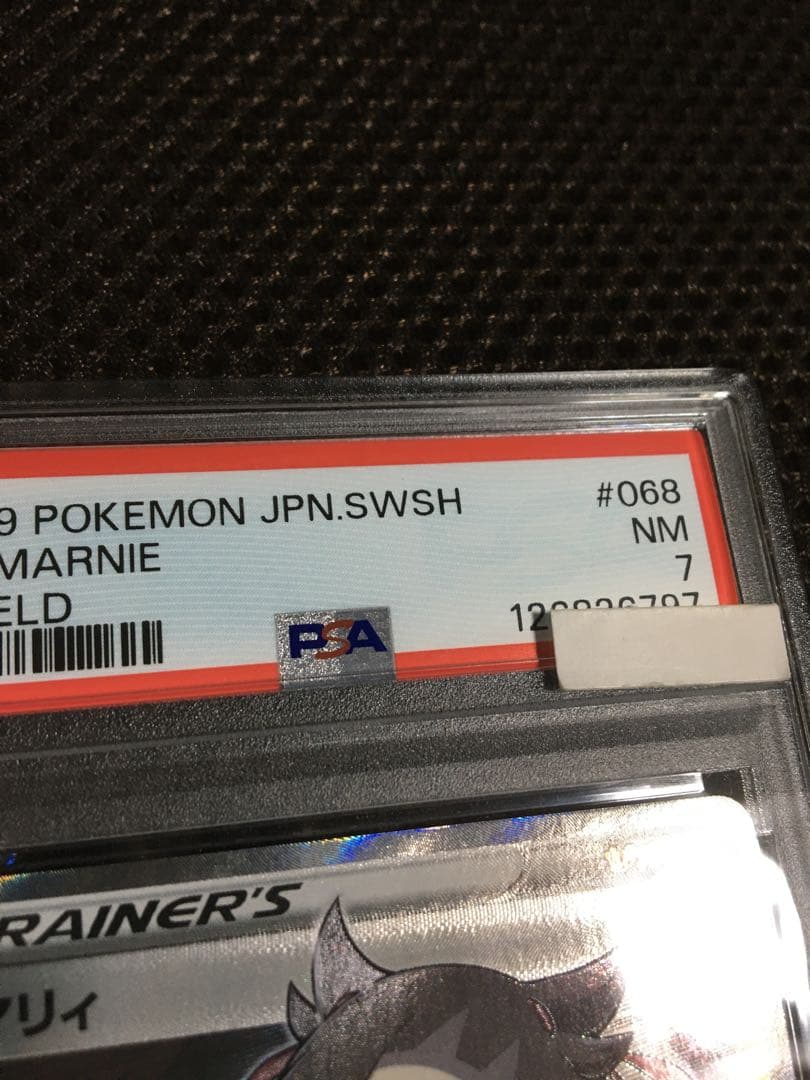 9 POKEMON JPN.SWSH #068
MARNIE NM
ELD 7
PSA
RAINER'S
リィ